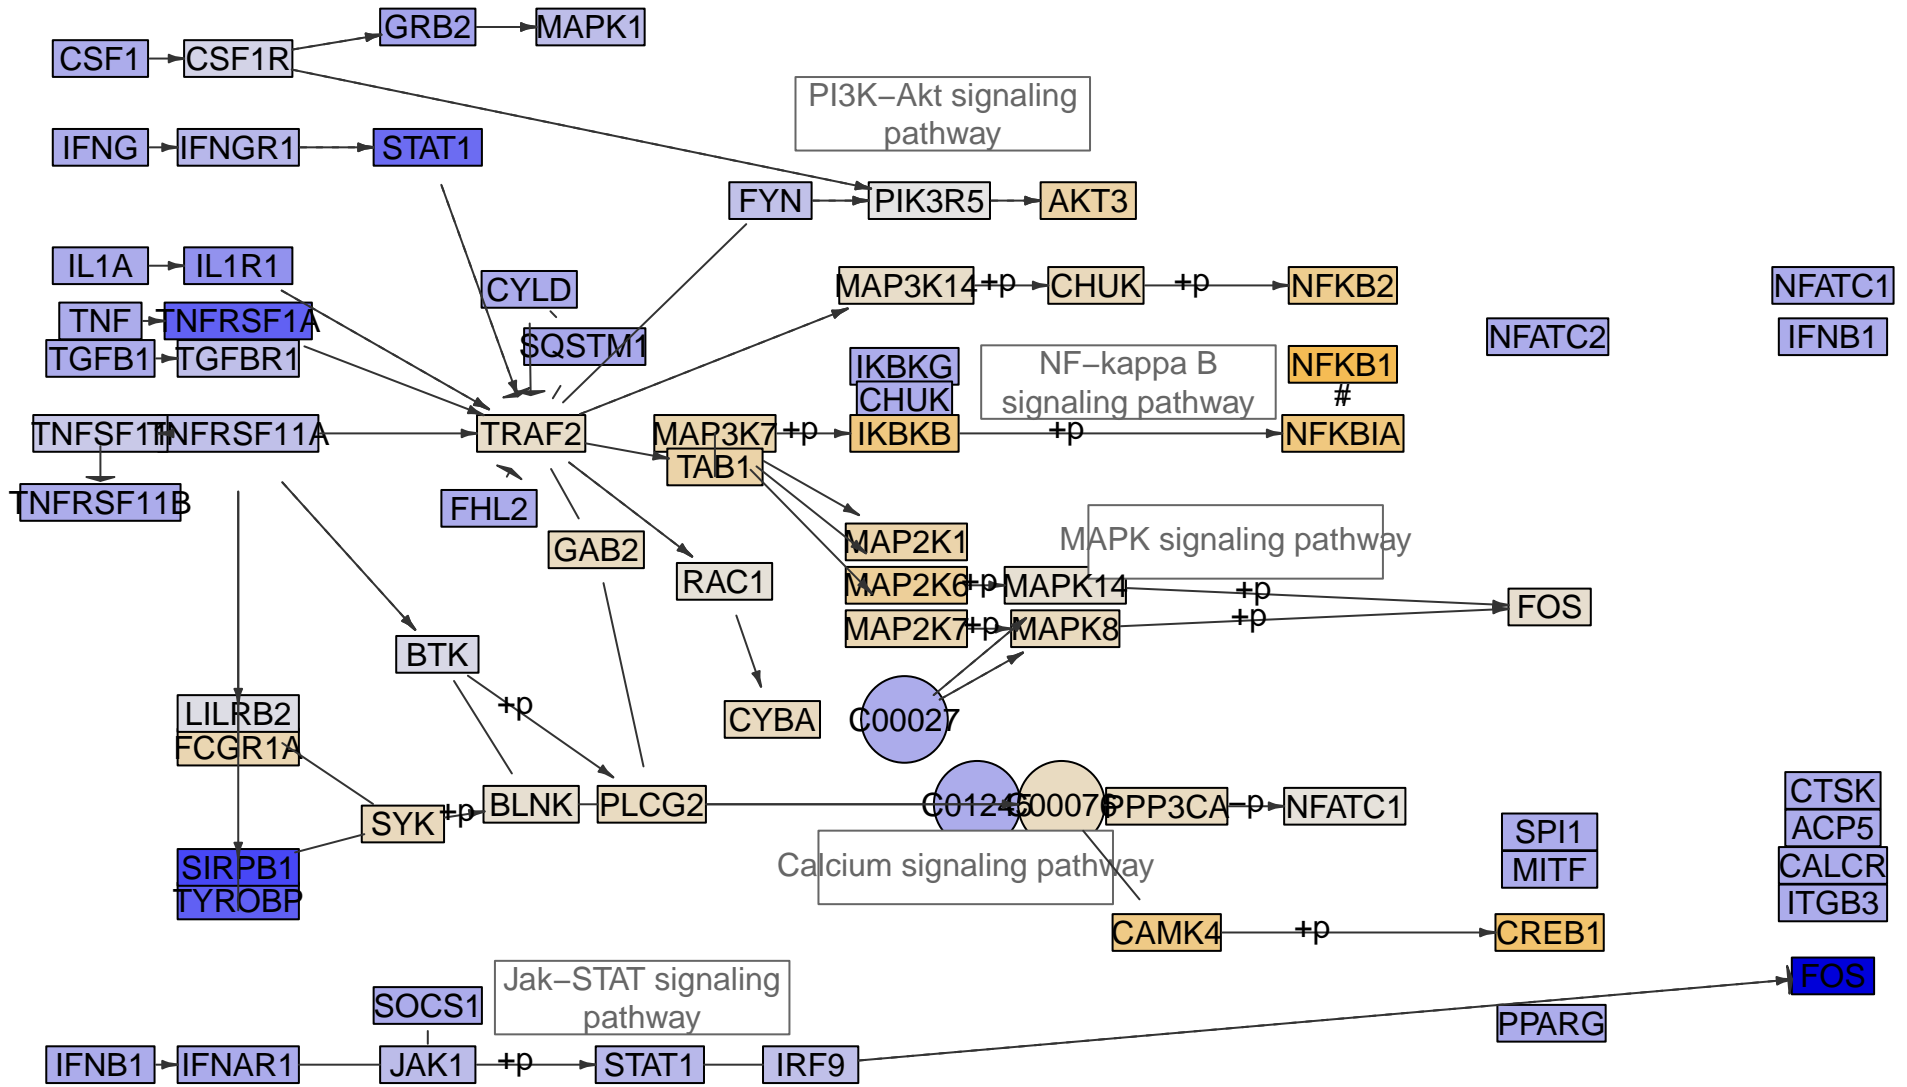 GRB2
MAPK1
CSF1
CSF1R
PI3K−Akt signaling
pathway
IFNG
IFNGR1
STAT1
FYN
PIK3R5
AKT3
IL1A
IL1R1
CYLD
MAP3K14
+p
CHUK
+p
NFKB2
NFATC1
TNF
TNFRSF1A
SQSTM1
NFATC2
IFNB1
TGFB1
TGFBR1
IKBKG
NF−kappa B
signaling pathway
NFKB1
CHUK
#
TNFRSF11A
TRAF2
MAP3K7
+p
IKBKB
+p
NFKBIA
TAB1
TNFRSF11B
FHL2
GAB2
MAP2K1
MAPK signaling pathway
RAC1
MAP2K6
+p
MAPK14
+p
FOS
MAP2K7
+p
MAPK8
+p
BTK
+p
LILRB2
FCGR1A
CYBA
C00027
SYK
+p
BLNK
PLCG2
C00076
PPP3CA
−p
NFATC1
CTSK
SPI1
ACP5
SIRPB1
Calcium signaling pathway
MITF
CALCR
TYROBP
ITGB3
CAMK4
+p
CREB1
Jak−STAT signaling
pathway
FOS
SOCS1
PPARG
IFNB1
IFNAR1
JAK1
+p
STAT1
IRF9